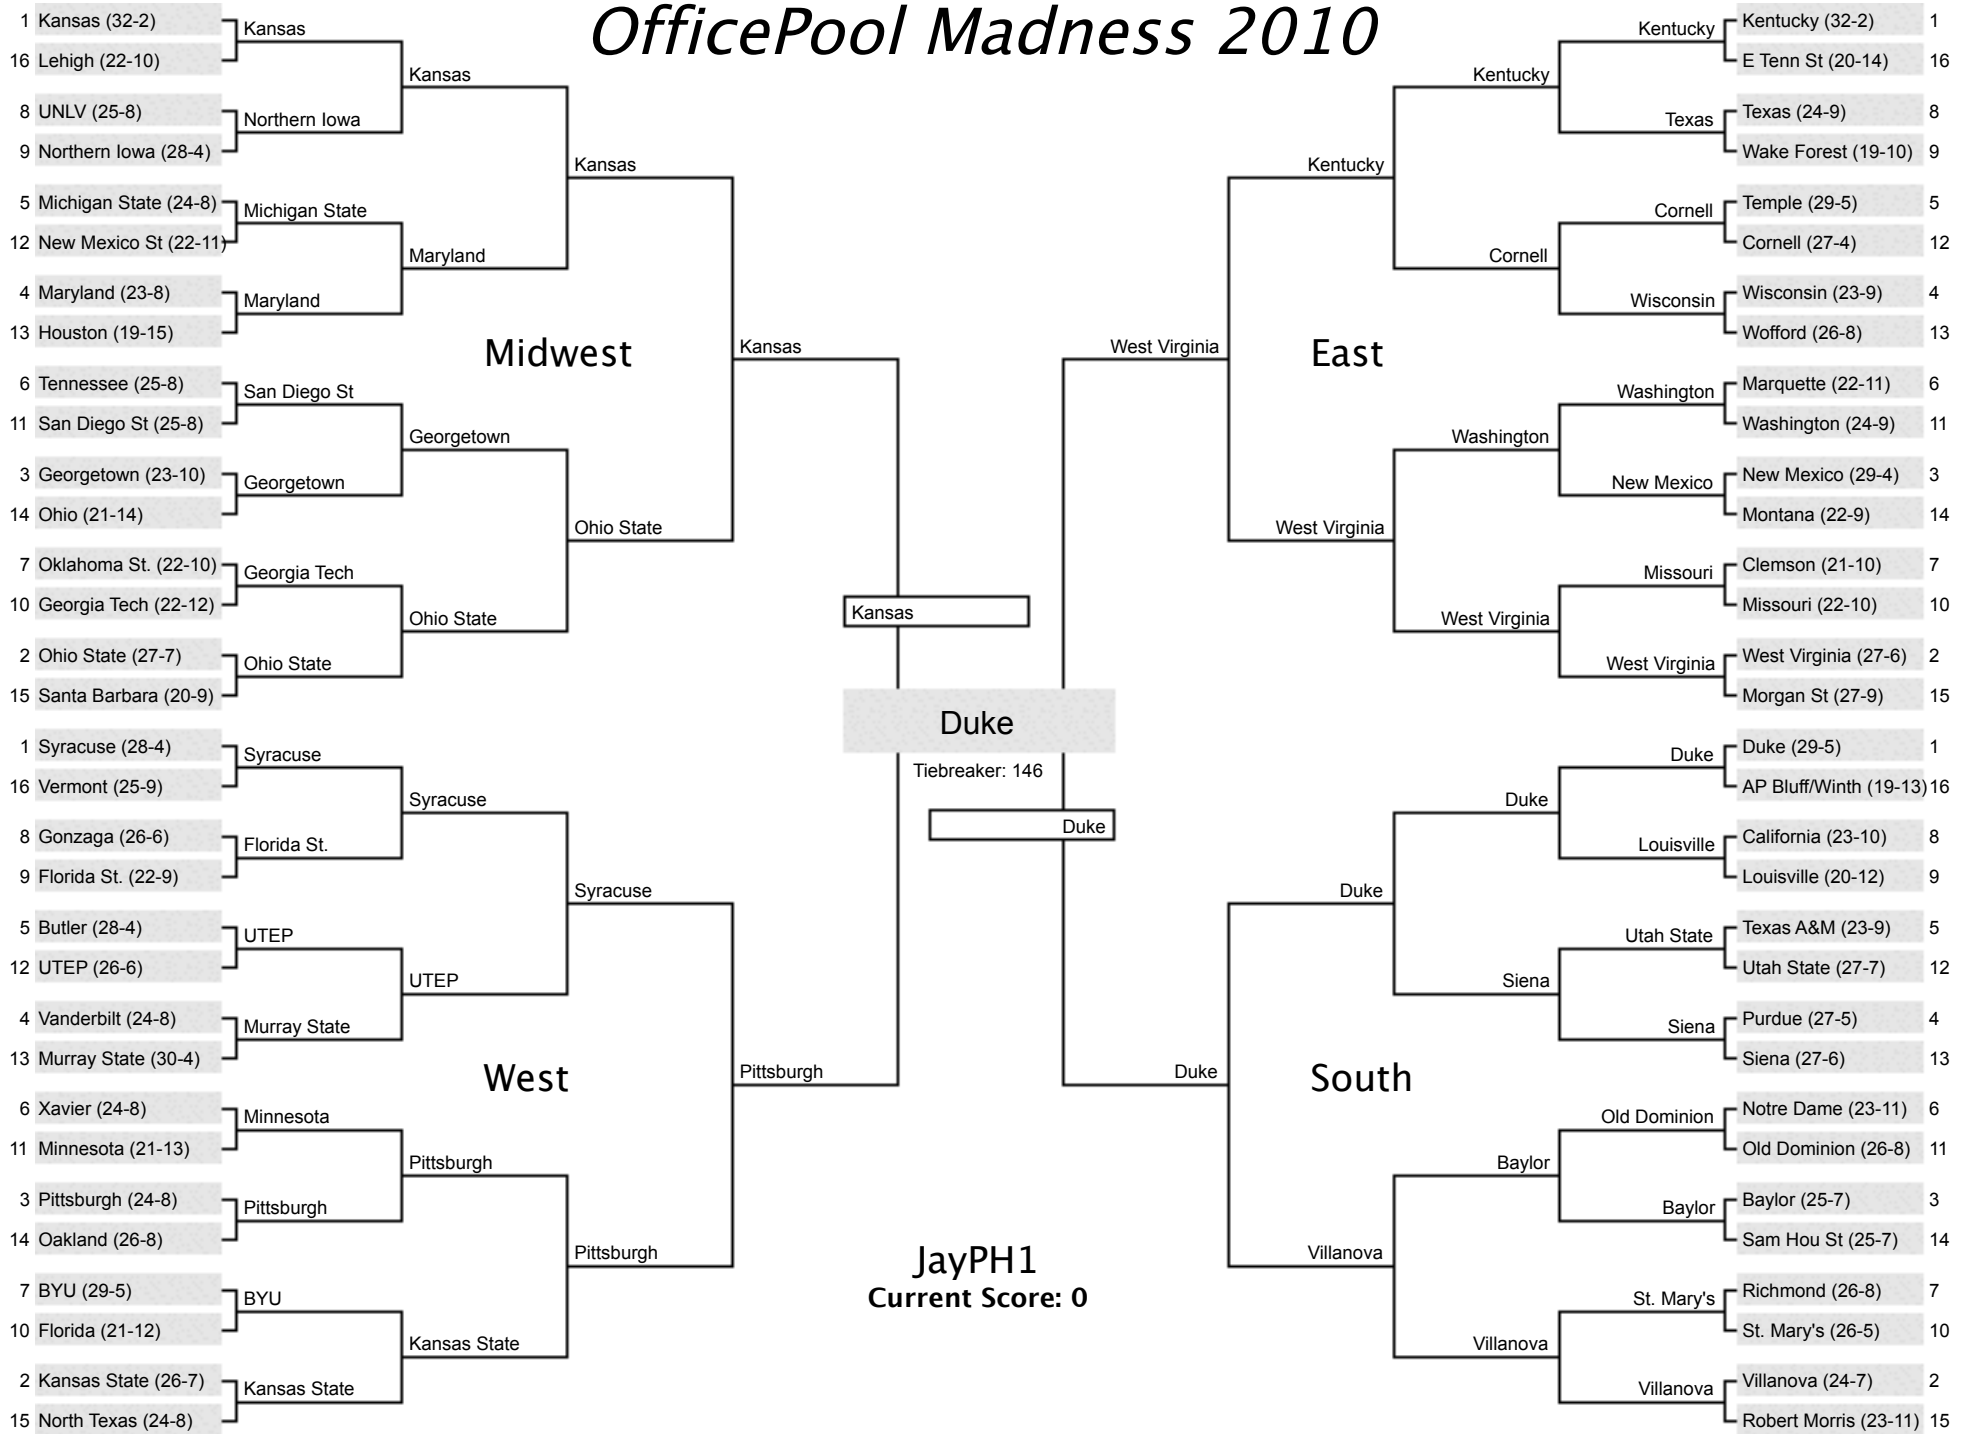 OfficePool Madness 2010
1 Kansas (32-2)
16 Lehigh (22-10)
8 UNLV (25-8)
9 Northern Iowa (28-4)
5 Michigan State (24-8)
12 New Mexico St (22-11)
4 Maryland (23-8)
13 Houston (19-15)
6 Tennessee (25-8)
11 San Diego St (25-8)
3 Georgetown (23-10)
14 Ohio (21-14)
7 Oklahoma St. (22-10)
10 Georgia Tech (22-12)
2 Ohio State (27-7)
15 Santa Barbara (20-9)
Kansas
Northern Iowa
Michigan State
Maryland
San Diego St
Georgetown
Georgia Tech
Ohio State
Kansas
Maryland
Georgetown
Ohio State
Kansas
Ohio State
Kansas
Midwest
1 Syracuse (28-4)
16 Vermont (25-9)
8 Gonzaga (26-6)
9 Florida St. (22-9)
5 Butler (28-4)
12 UTEP (26-6)
4 Vanderbilt (24-8)
13 Murray State (30-4)
6 Xavier (24-8)
11 Minnesota (21-13)
3 Pittsburgh (24-8)
14 Oakland (26-8)
7 BYU (29-5)
10 Florida (21-12)
2 Kansas State (26-7)
15 North Texas (24-8)
Syracuse
Florida St.
UTEP
Murray State
Minnesota
Pittsburgh
BYU
Kansas State
Syracuse
UTEP
Pittsburgh
Kansas State
Syracuse
Pittsburgh
Pittsburgh
West
Kansas
Duke
Tiebreaker: 146
Duke
JayPH1
Current Score: 0
Kentucky (32-2) 1
E Tenn St (20-14) 16
Texas (24-9) 8
Wake Forest (19-10) 9
Temple (29-5) 5
Cornell (27-4) 12
Wisconsin (23-9) 4
Wofford (26-8) 13
Marquette (22-11) 6
Washington (24-9) 11
New Mexico (29-4) 3
Montana (22-9) 14
Clemson (21-10) 7
Missouri (22-10) 10
West Virginia (27-6) 2
Morgan St (27-9) 15
Kentucky
Texas
Cornell
Wisconsin
Washington
New Mexico
Missouri
West Virginia
Kentucky
Cornell
Washington
West Virginia
Kentucky
West Virginia
West Virginia
East
Duke (29-5) 1
AP Bluff/Winth (19-13) 16
California (23-10) 8
Louisville (20-12) 9
Texas A&M (23-9) 5
Utah State (27-7) 12
Purdue (27-5) 4
Siena (27-6) 13
Notre Dame (23-11) 6
Old Dominion (26-8) 11
Baylor (25-7) 3
Sam Hou St (25-7) 14
Richmond (26-8) 7
St. Mary's (26-5) 10
Villanova (24-7) 2
Robert Morris (23-11) 15
Duke
Louisville
Utah State
Siena
Old Dominion
Baylor
St. Mary's
Villanova
Duke
Siena
Baylor
Villanova
Duke
Villanova
Duke
South